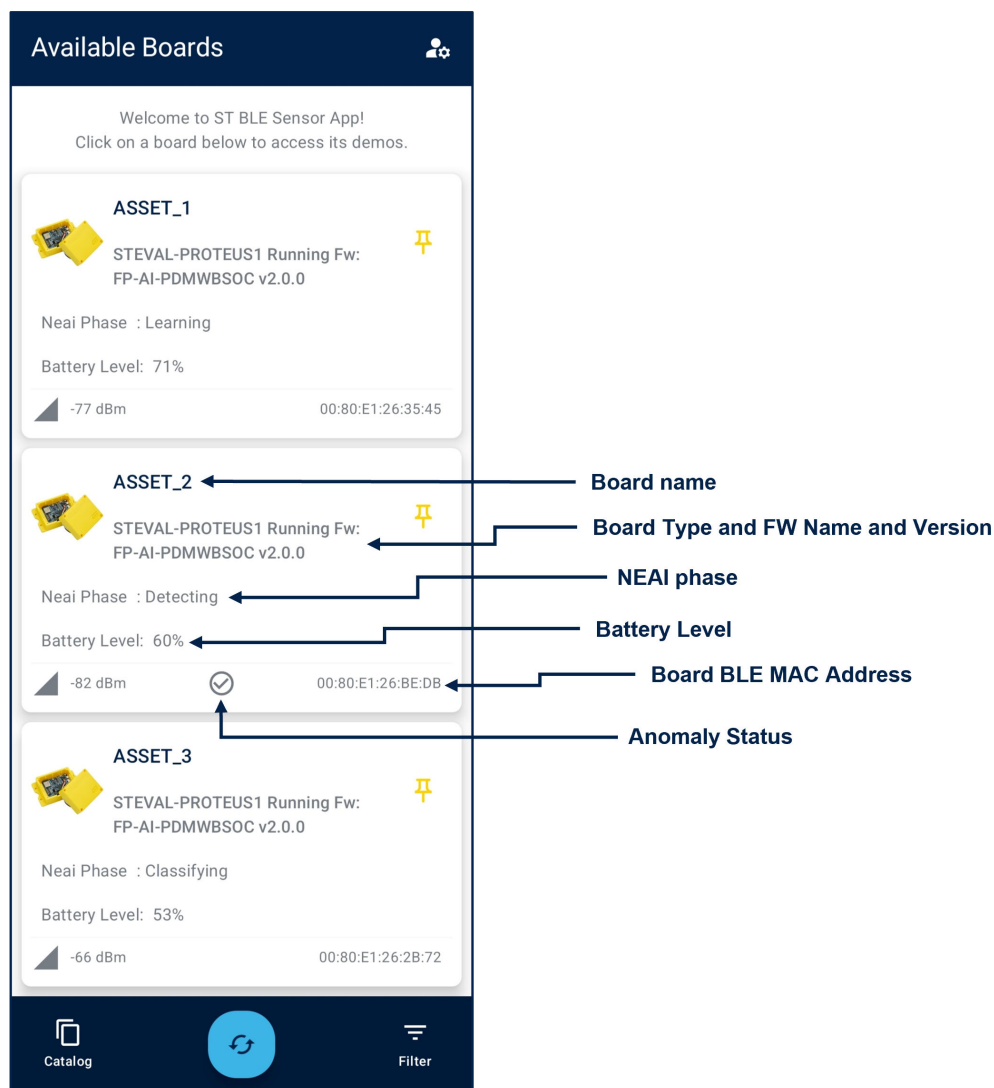 Available Boards
Welcome to ST BLE Sensor App!
Click on a board below to access its demos.
ASSET_1
STEVAL-PROTEUS1 Running Fw:
FP-AI-PDMWBSOC v2.0.0
Neai Phase : Learning
Battery Level: 71%
-77 dBm
00:80:E1:26:35:45
ASSET_2
Board name
STEVAL-PROTEUS1 Running Fw:
FP-AI-PDMWBSOC v2.0.0
Board Type and FW Name and Version
Neai Phase : Detecting
NEAI phase
Battery Level: 60%
Battery Level
-82 dBm
00:80:E1:26:BE:DB
Board BLE MAC Address
Anomaly Status
ASSET_3
STEVAL-PROTEUS1 Running Fw:
FP-AI-PDMWBSOC v2.0.0
Neai Phase : Classifying
Battery Level: 53%
-66 dBm
00:80:E1:26:2B:72
Catalog
Filter